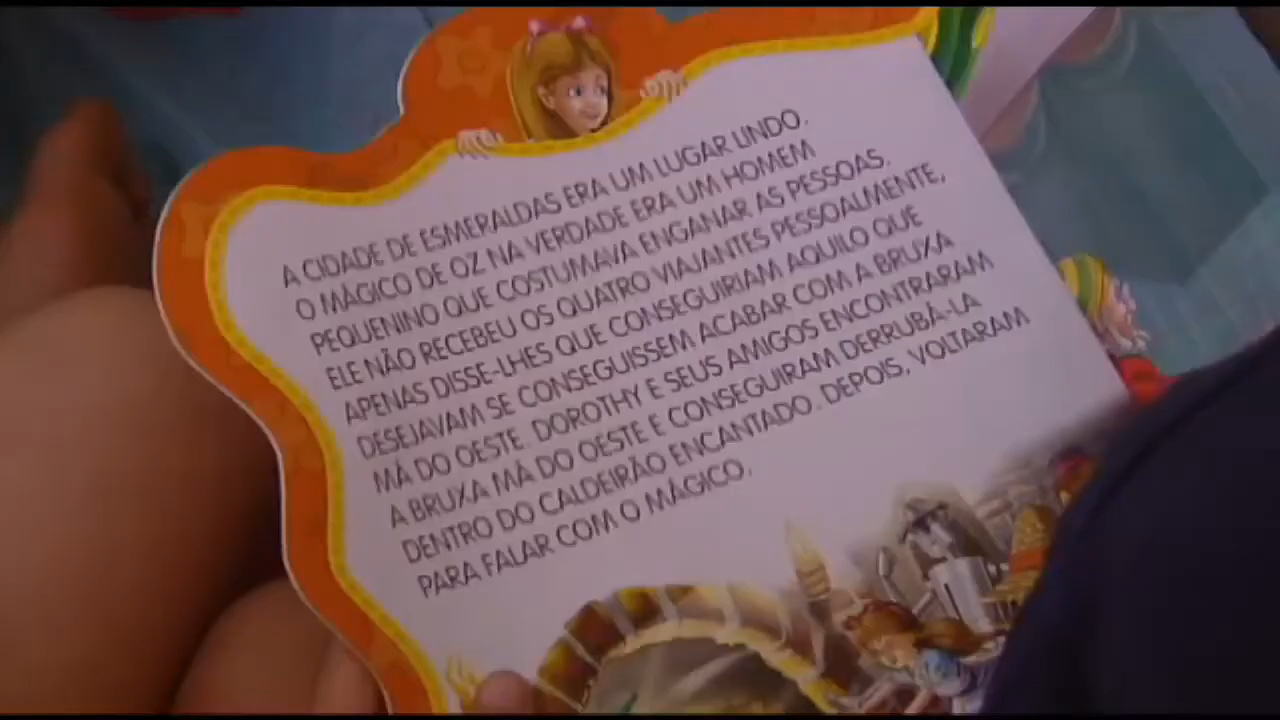 A CIDADE DE ESMERALDAS ERA UM LUGAR LINDO.
O MÁGICO DE OZ NA VERDADE ERA UM HOMEM
PEQUENINO QUE COSTUMAVA ENGANAR AS PESSOAS.
ELE NÃO RECEBEU OS QUATRO VIAJANTES PESSOALMENTE,
APENAS DISSE-LHES QUE CONSEGUIRIAM AQUILO QUE
DESEJAVAM SE CONSEGUISSEM ACABAR COM A BRUXA
MÁ DO OESTE. DOROTHY E SEUS AMIGOS ENCONTRARAM
A BRUXA MÁ DO OESTE E CONSEGUIRAM DERRUBÁ-LA
DENTRO DO CALDEIRÃO ENCANTADO. DEPOIS, VOLTARAM
PARA FALAR COM O MÁGICO.